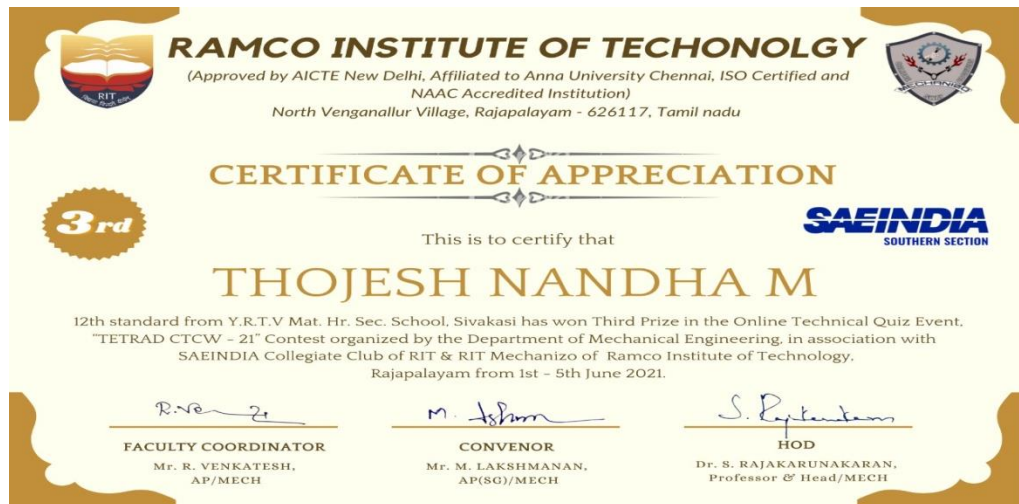 RAMCO INSTITUTE OF TECHONOLGY
(Approved by AICTE New Delhi, Affiliated to Anna University Chennai, ISO Certified and
NAAC Accredited Institution)
North Venganallur Village, Rajapalayam - 626117, Tamil nadu
RIT
CERTIFICATE OF APPRECIATION
3rd
SAEINDIA
SOUTHERN SECTION
This is to certify that
THOJESH NANDHA M
12th standard from Y.R.T.V Mat. Hr. Sec. School, Sivakasi has won Third Prize in the Online Technical Quiz Event,
"TETRAD CTCW - 21" Contest organized by the Department of Mechanical Engineering, in association with
SAEINDIA Collegiate Club of RIT & RIT Mechanizo of Ramco Institute of Technology,
Rajapalayam from 1st - 5th June 2021.
FACULTY COORDINATOR
Mr. R. VENKATESH,
AP/MECH
CONVENOR
Mr. M. LAKSHMANAN,
AP(SG)/MECH
HOD
Dr. S. RAJAKARUNAKARAN,
Professor & Head/MECH